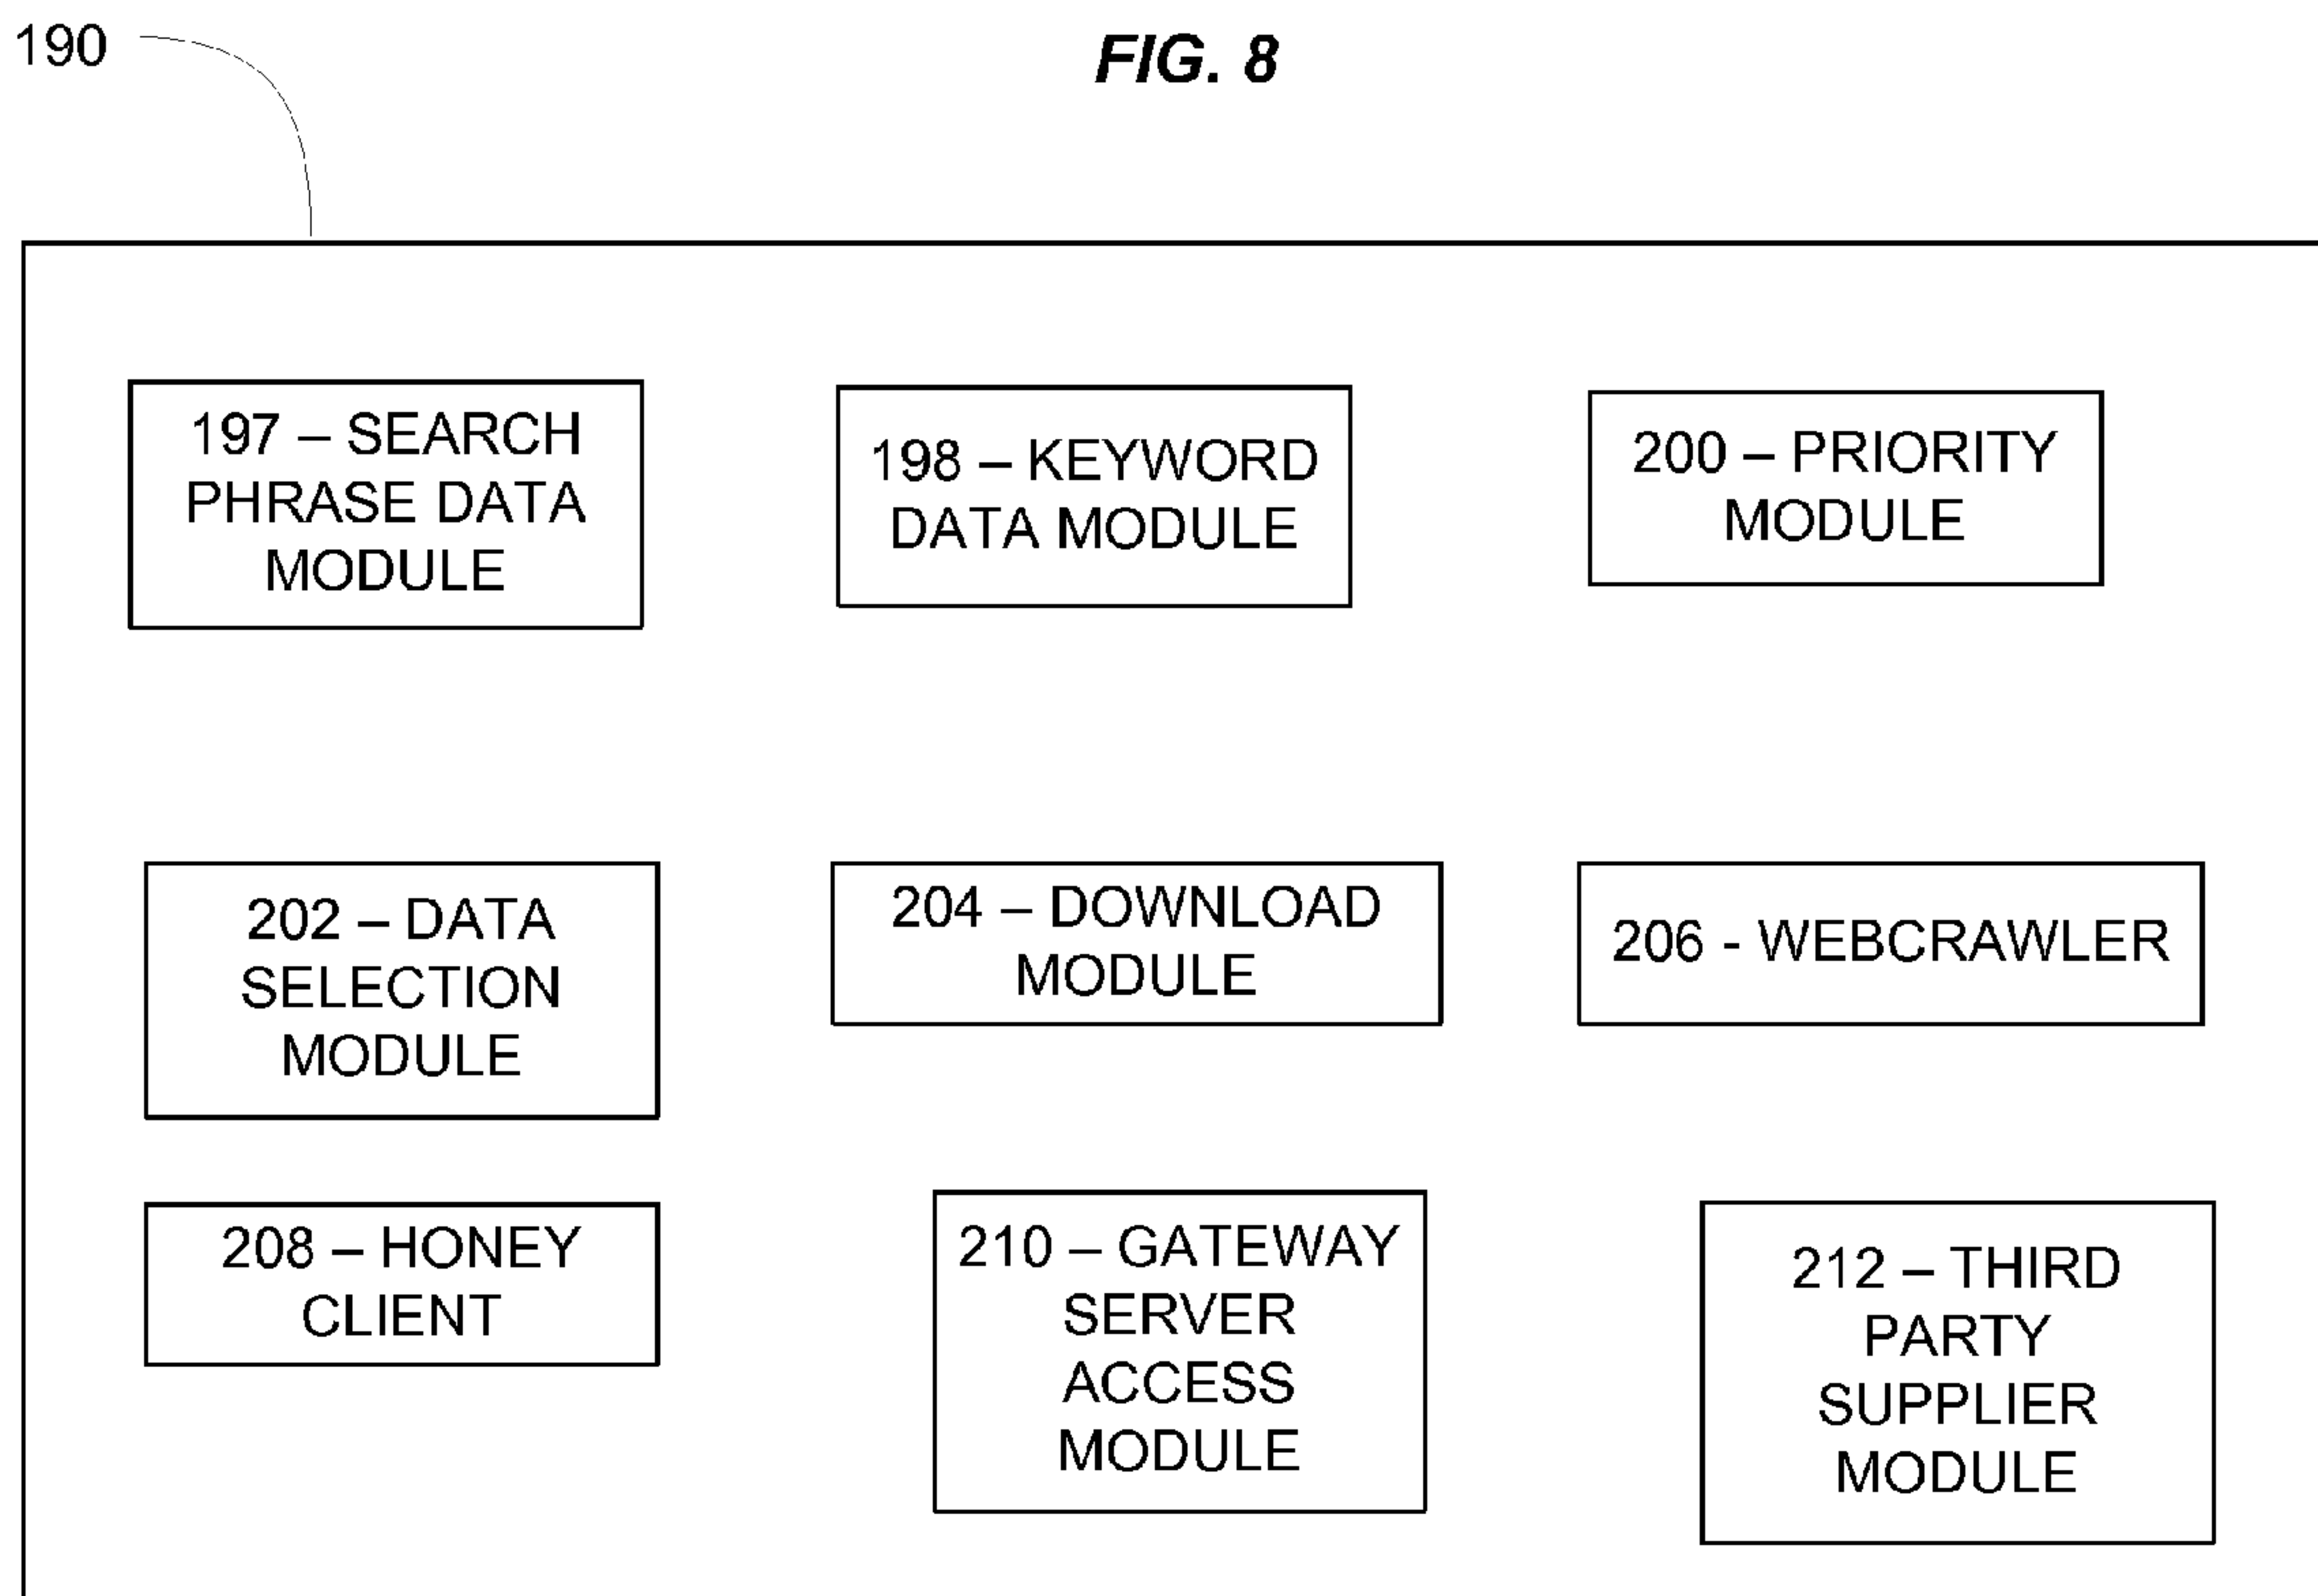 190
FIG. 8
197 – SEARCH
PHRASE DATA
MODULE
198 – KEYWORD
DATA MODULE
200 – PRIORITY
MODULE
202 – DATA
SELECTION
MODULE
204 – DOWNLOAD
MODULE
206 - WEBCRAWLER
208 – HONEY
CLIENT
210 – GATEWAY
SERVER
ACCESS
MODULE
212 – THIRD
PARTY
SUPPLIER
MODULE